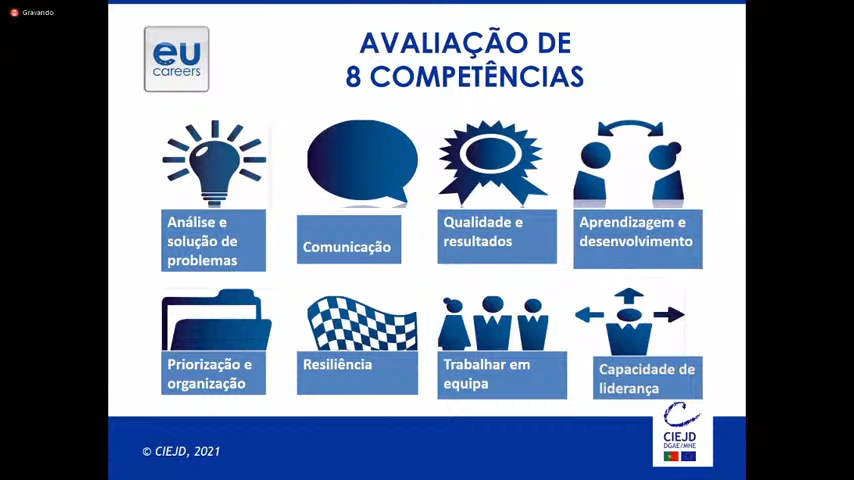 Gravando
eu
careers
AVALIAÇÃO DE
8 COMPETÊNCIAS
Análise e
solução de
problemas
Comunicação
Qualidade e
resultados
Aprendizagem e
desenvolvimento
Priorização e
organização
Resiliência
Trabalhar em
equipa
Capacidade de
liderança
© CIEJD, 2021
CIEJD
DGAE/MNE